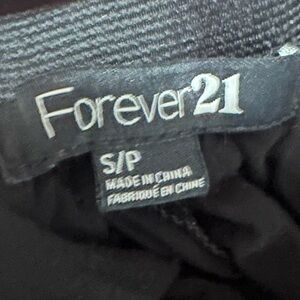 Forever21
S/P
MADE IN CHINA
FABRIQUÉ EN CHINE